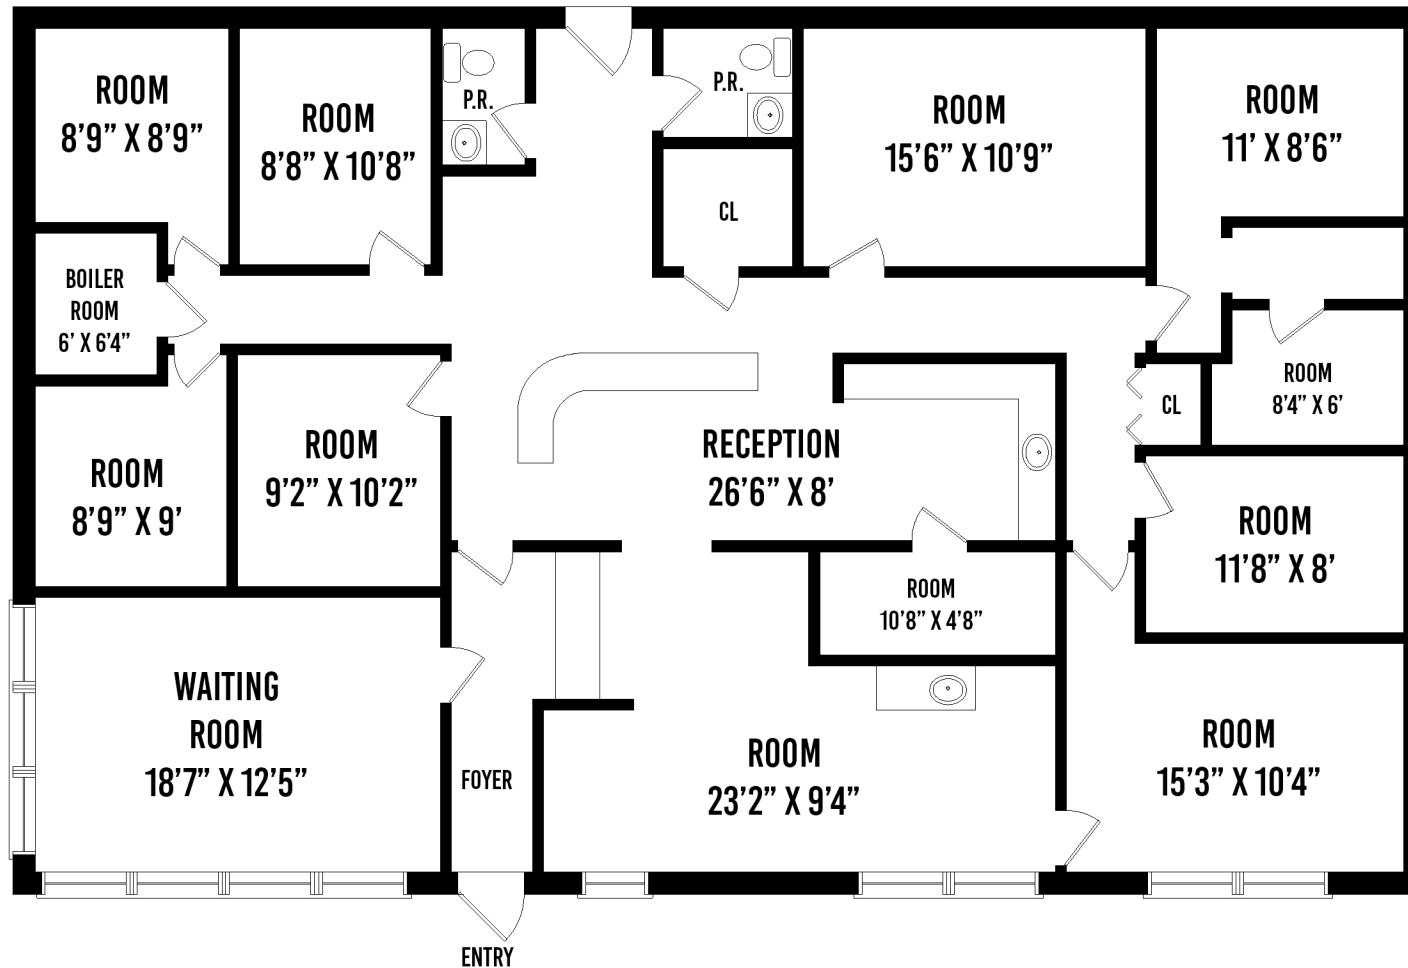 ROOM
8’9” X 8’9”
ROOM
8’8” X 10’8”
P.R.
P.R.
ROOM
15’6” X 10’9”
ROOM
11’ X 8’6”
CL
BOILER
ROOM
6’ X 6’4”
ROOM
8’4” X 6’
CL
ROOM
8’9” X 9’
ROOM
9’2” X 10’2”
RECEPTION
26’6” X 8’
ROOM
11’8” X 8’
ROOM
10’8” X 4’8”
WAITING
ROOM
18’7” X 12’5”
FOYER
ROOM
23’2” X 9’4”
ROOM
15’3” X 10’4”
ENTRY